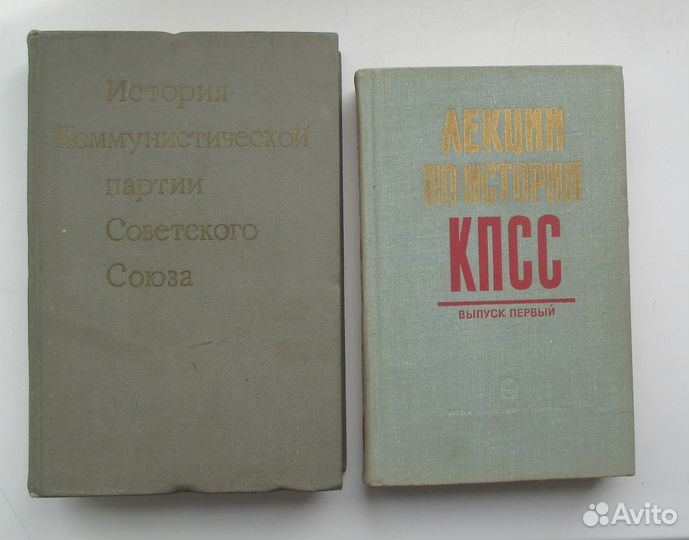 История
Коммунистической
партии
Советского
Союза
ЛЕКЦИИ
ПО ИСТОРИИ
КПСС
ВЫПУСК ПЕРВЫЙ
Avito